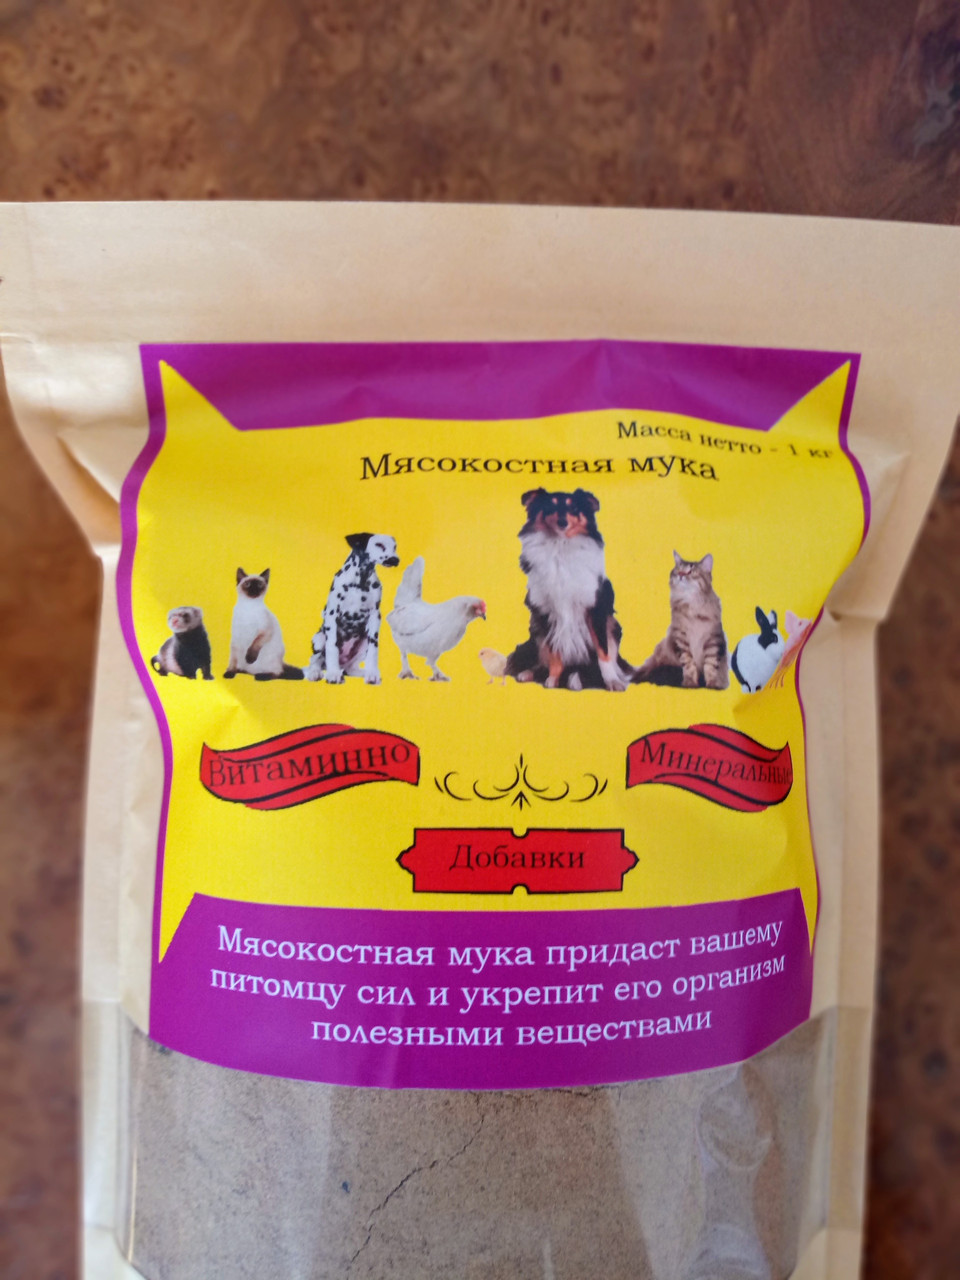 Масса нетто - 1 кг
Мясокостная мука
Витаминно
Минеральные
Добавки
Мясокостная мука придаст вашему
питомцу сил и укрепит его организм
полезными веществами